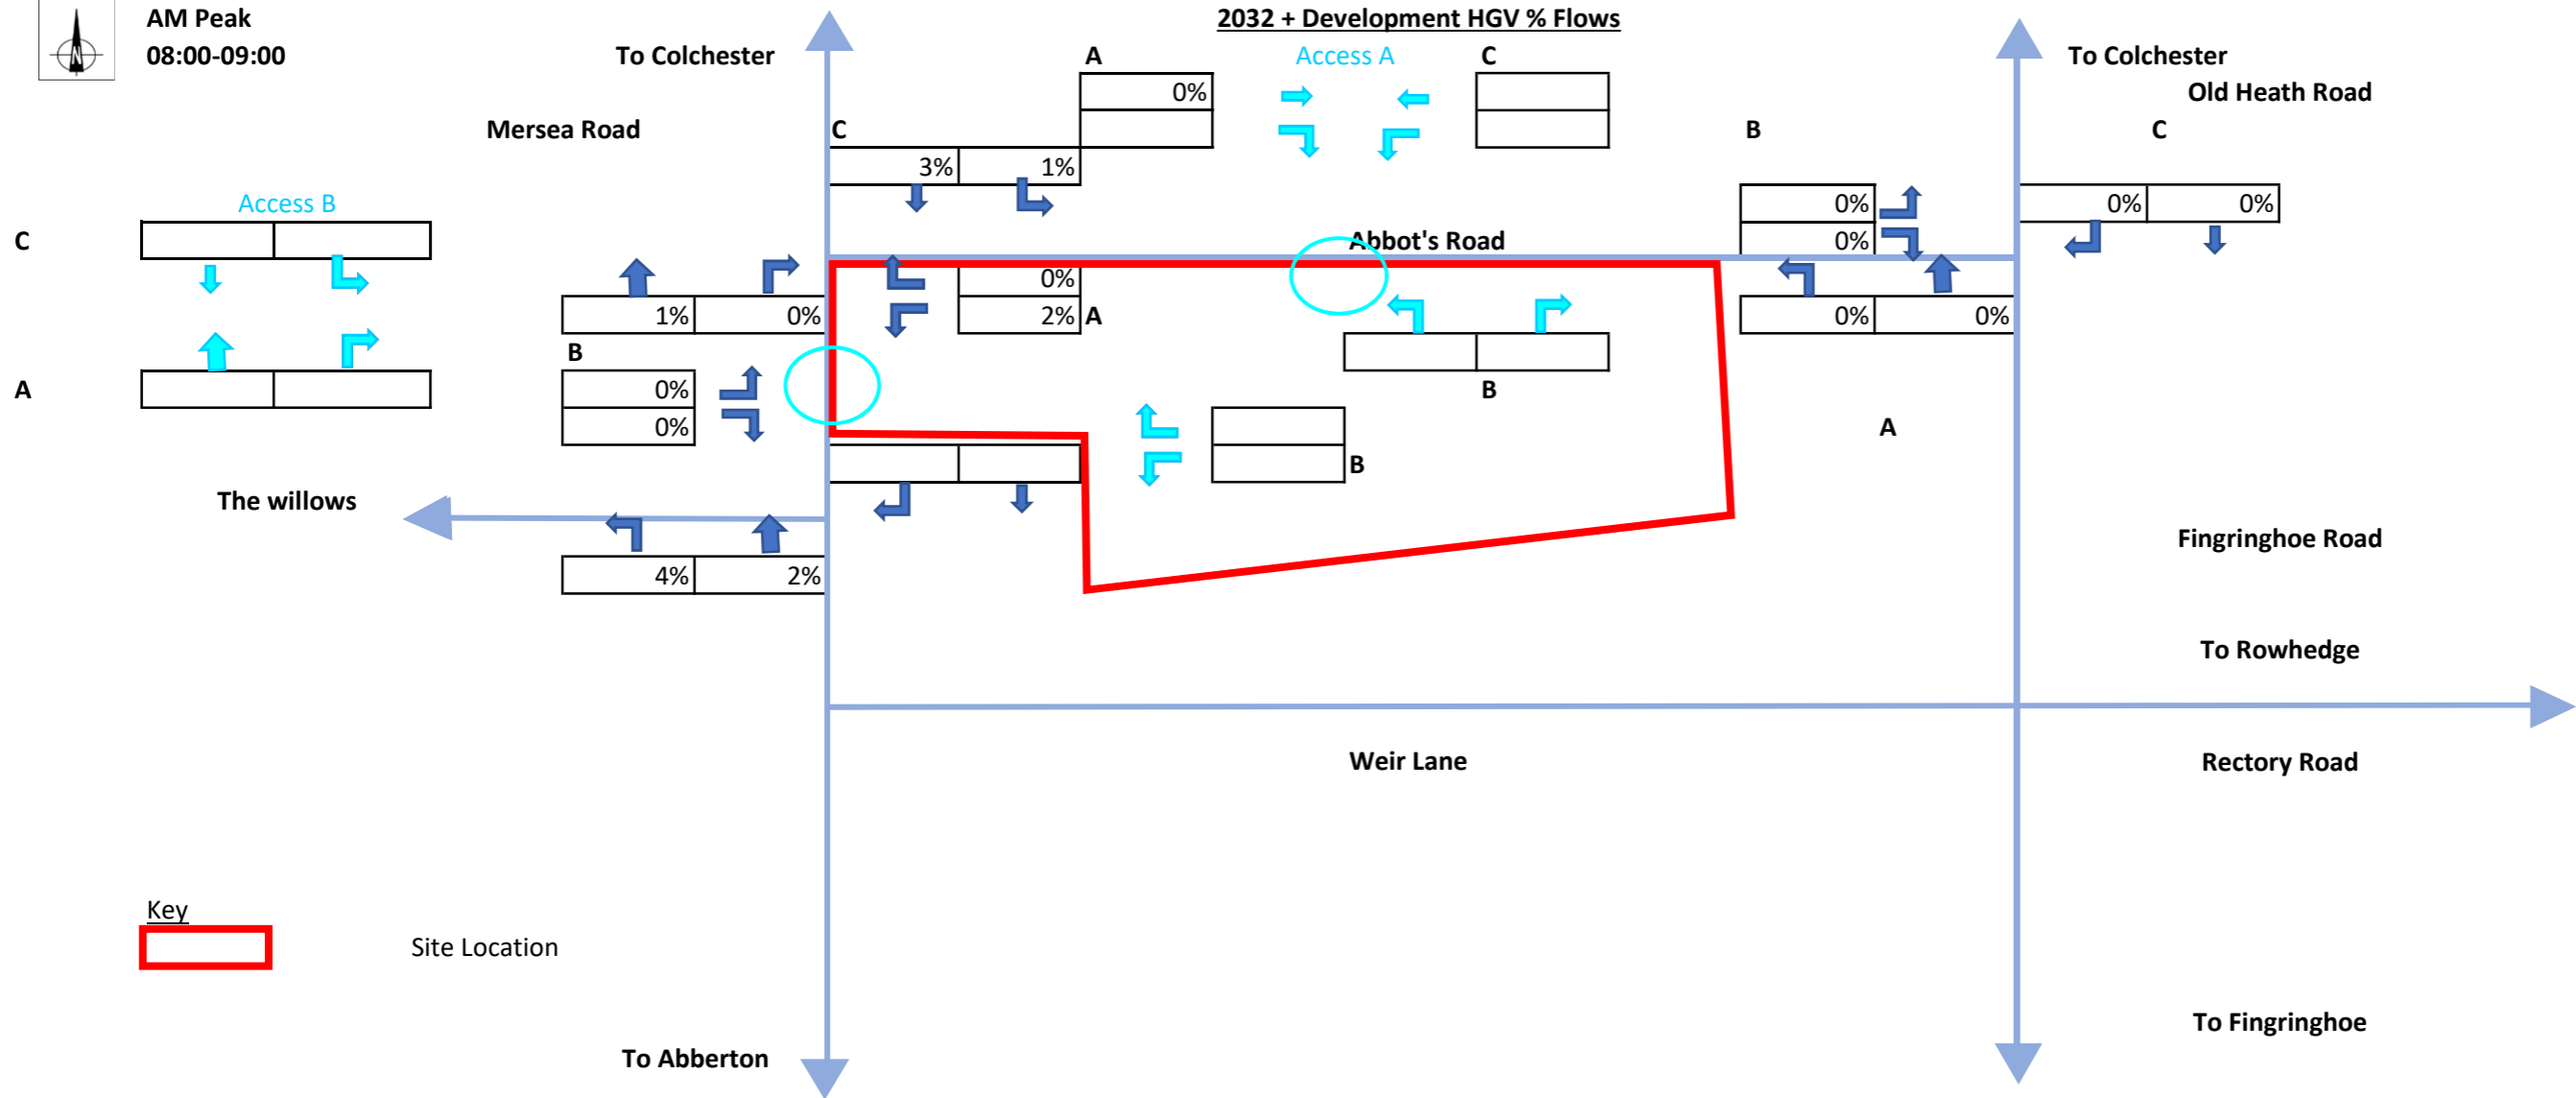 AM Peak
08:00-09:00
2032 + Development HGV % Flows
To Colchester
A
Access A
C
To Colchester
0%
Old Heath Road
Mersea Road
C
B
C
3% 1%
Access B
0%
0% 0%
C
Abbot's Road
0%
0%
1% 0%
2% A
0% 0%
B
A
0%
B
0%
A
B
The willows
Fingringhoe Road
4% 2%
To Rowhedge
Weir Lane
Rectory Road
Key
Site Location
To Fingringhoe
To Abberton
N